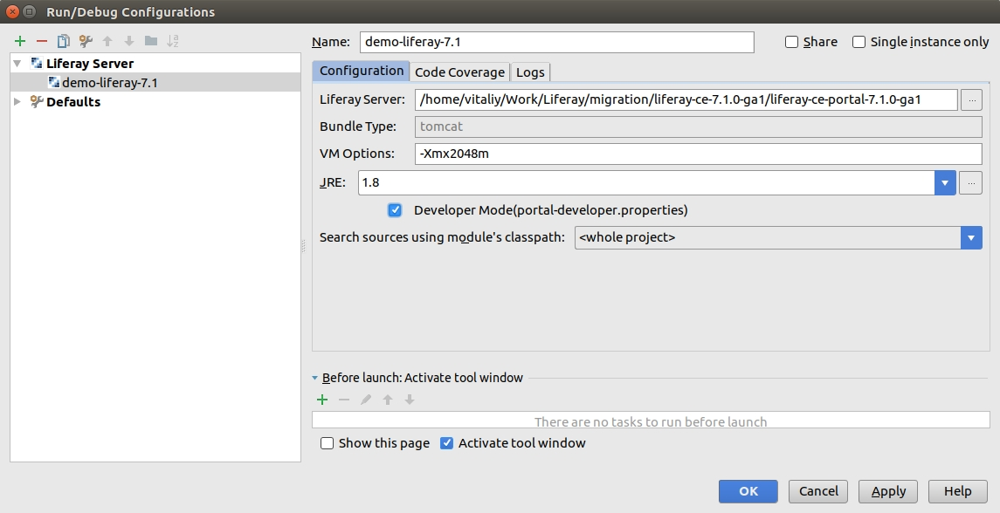 Run/Debug Configurations
Name: demo-liferay-7.1
Share
Single instance only
Liferay Server
demo-liferay-7.1
Defaults
Configuration Code Coverage Logs
Liferay Server: /home/vitaliy/Work/Liferay/migration/liferay-ce-7.1.0-ga1/liferay-ce-portal-7.1.0-ga1 ...
Bundle Type: tomcat
VM Options: -Xmx2048m
JRE: 1.8 ...
Developer Mode(portal-developer.properties)
Search sources using module's classpath: <whole project>
Before launch: Activate tool window
There are no tasks to run before launch
Show this page Activate tool window
OK Cancel Apply Help